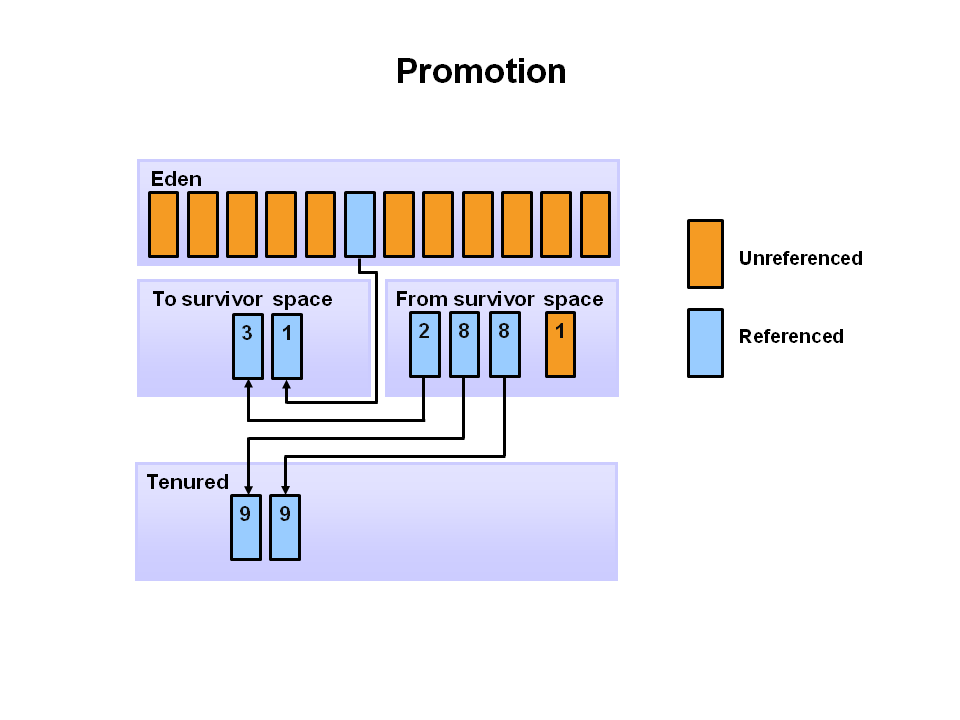 Promotion
Eden
Unreferenced
To survivor space
From survivor space
3 1
2 8 8 1
Referenced
Tenured
9 9